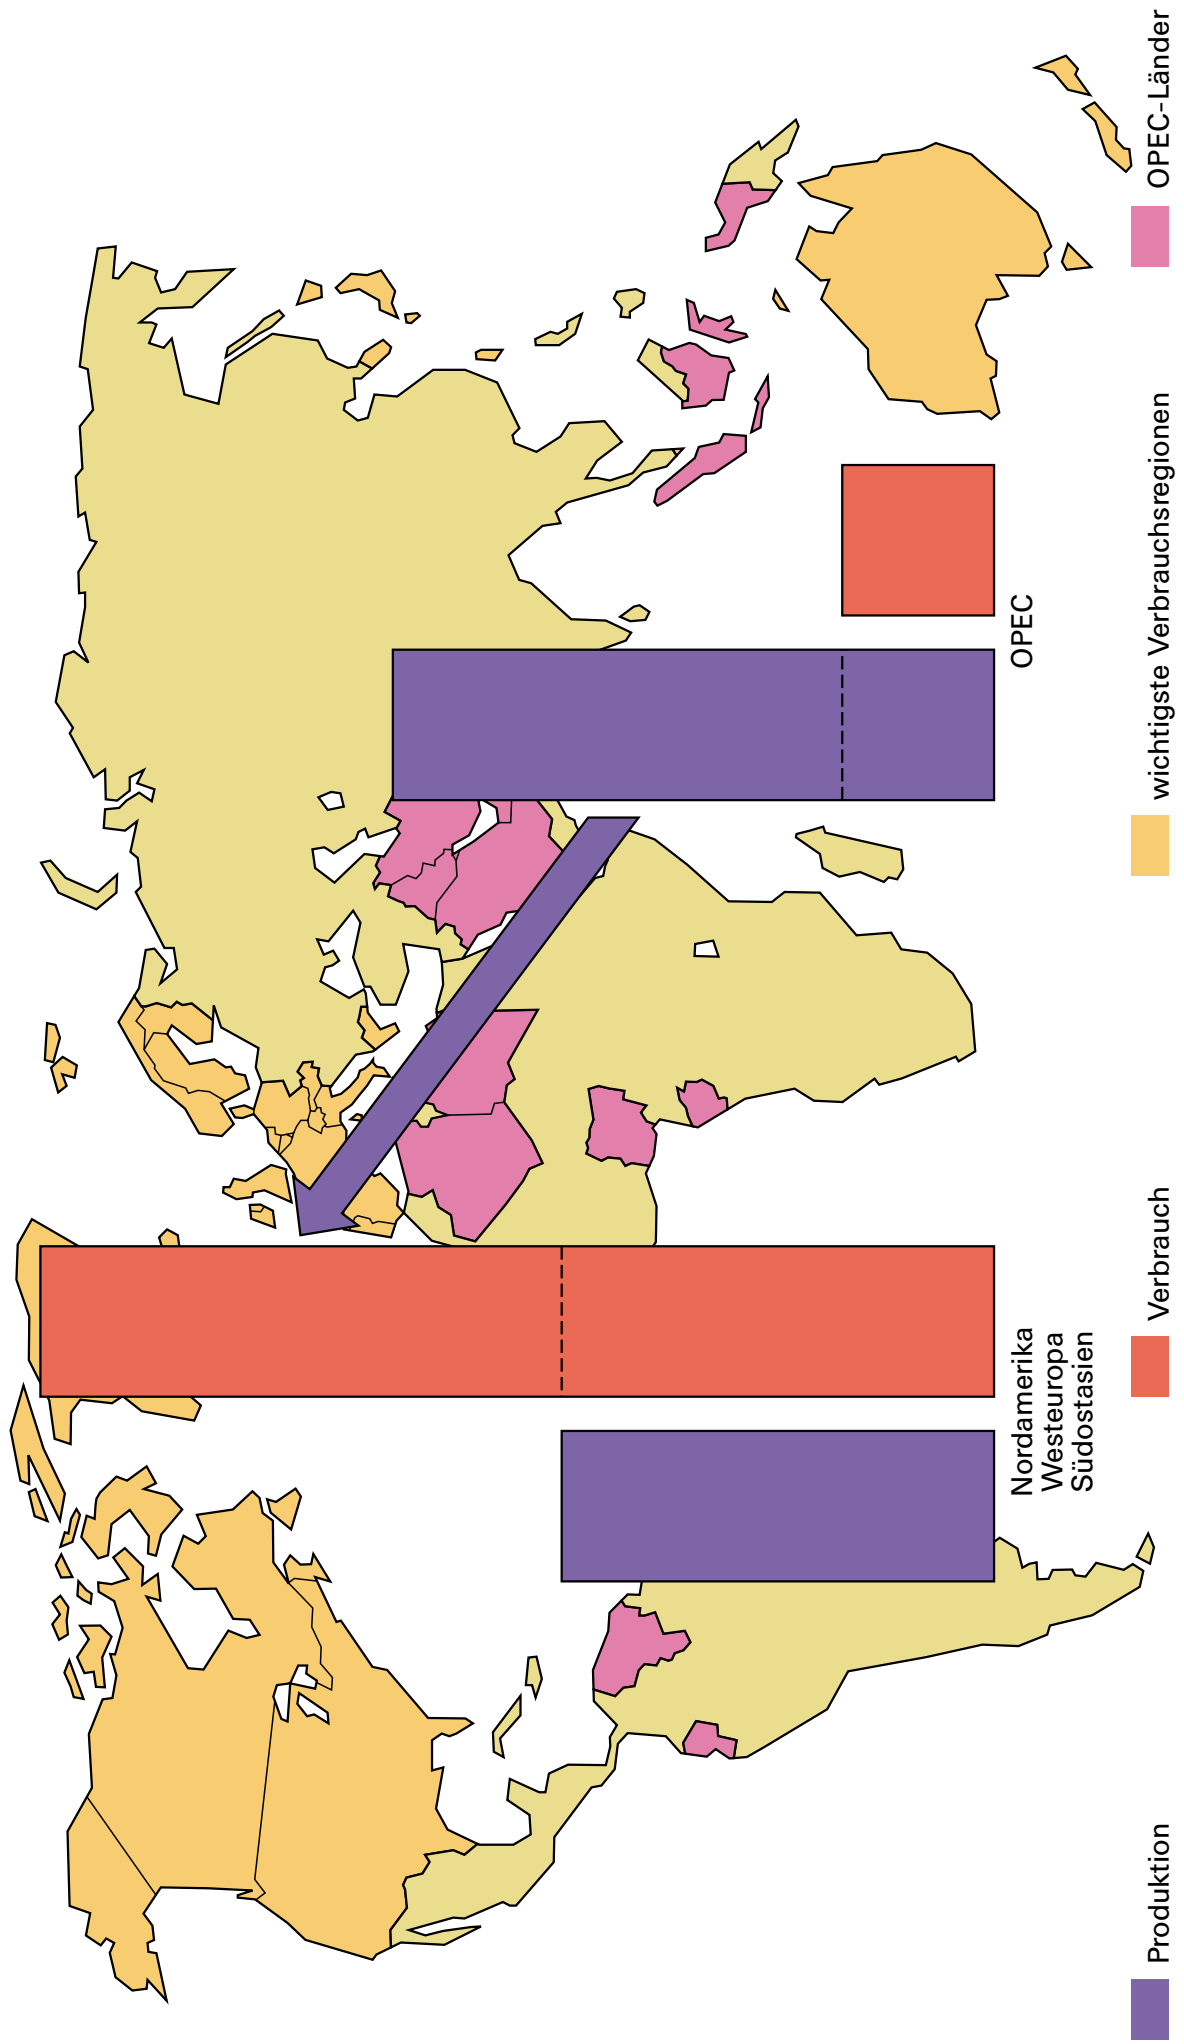 Nordamerika
Westeuropa
Südostasien
OPEC
Produktion
Verbrauch
wichtigste Verbrauchsregionen
OPEC-Länder